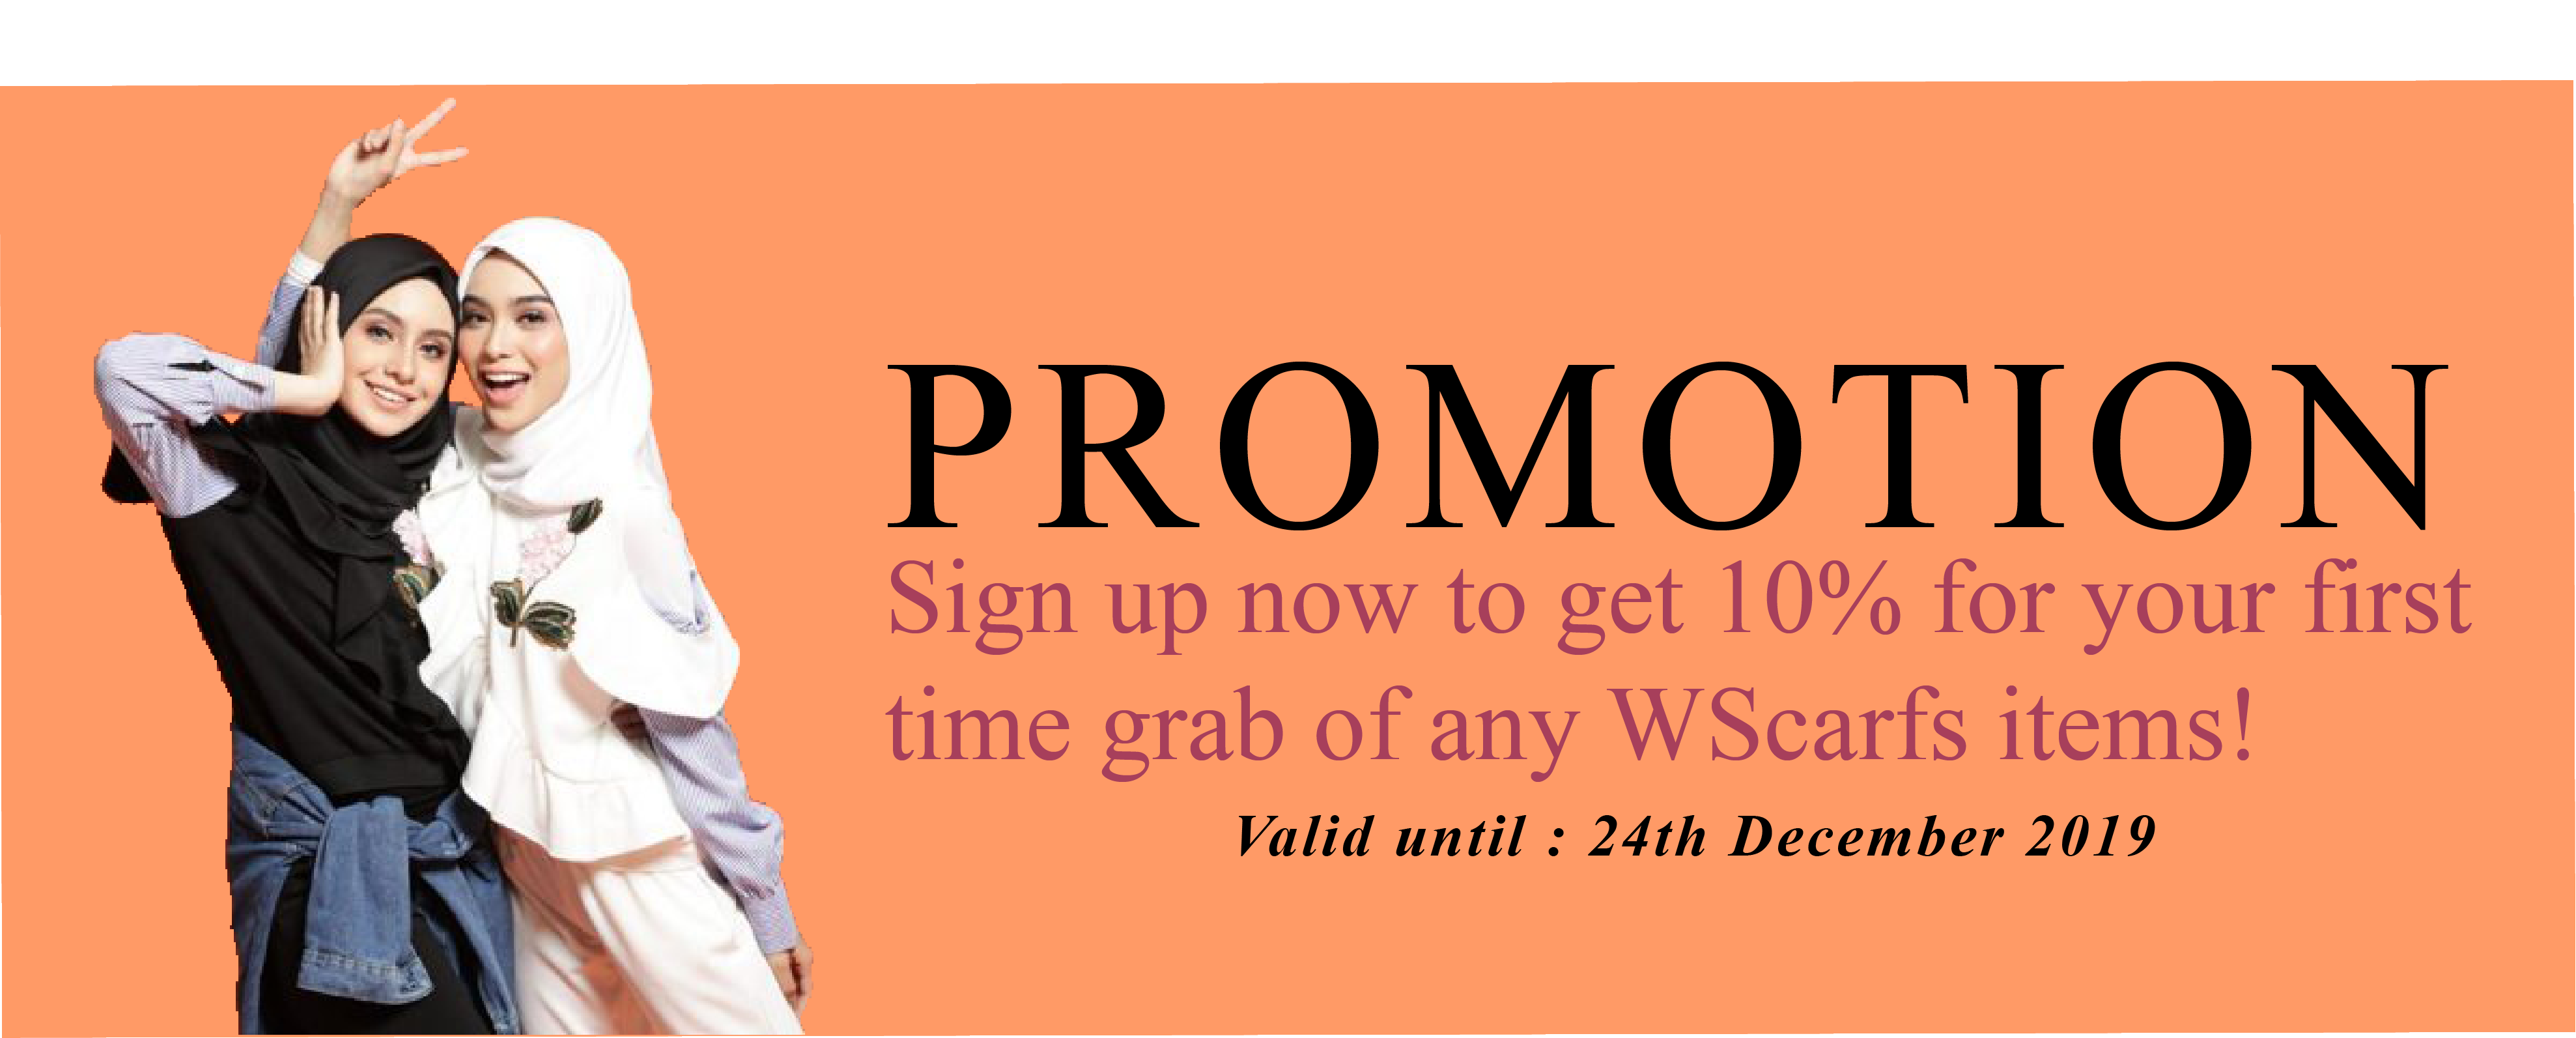 PROMOTION
Sign up now to get 10% for your first
time grab of any WScarfs items!
Valid until : 24th December 2019